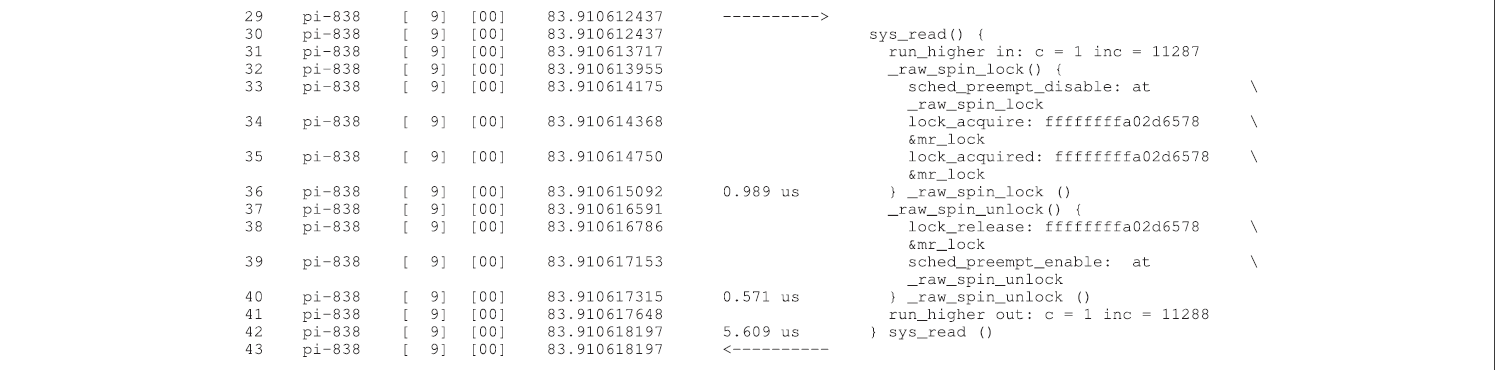 29 pi-838 [ 9] [00] 83.910612437 ---------->
30 pi-838 [ 9] [00] 83.910612437 sys_read() {
31 pi-838 [ 9] [00] 83.910613717 run_higher in: c = 1 inc = 11287
32 pi-838 [ 9] [00] 83.910613955 _raw_spin_lock() {
33 pi-838 [ 9] [00] 83.910614175 sched_preempt_disable: at \
_raw_spin_lock
34 pi-838 [ 9] [00] 83.910614368 lock_acquire: ffffffffa02d6578 \
&mr_lock
35 pi-838 [ 9] [00] 83.910614750 lock_acquired: ffffffffa02d6578 \
&mr_lock
36 pi-838 [ 9] [00] 83.910615092 0.989 us } _raw_spin_lock ()
37 pi-838 [ 9] [00] 83.910616591 _raw_spin_unlock() {
38 pi-838 [ 9] [00] 83.910616786 lock_release: ffffffffa02d6578 \
&mr_lock
39 pi-838 [ 9] [00] 83.910617153 sched_preempt_enable: at \
_raw_spin_unlock
40 pi-838 [ 9] [00] 83.910617315 0.571 us } _raw_spin_unlock ()
41 pi-838 [ 9] [00] 83.910617648 run_higher out: c = 1 inc = 11288
42 pi-838 [ 9] [00] 83.910618197 5.609 us } sys_read ()
43 pi-838 [ 9] [00] 83.910618197 <----------